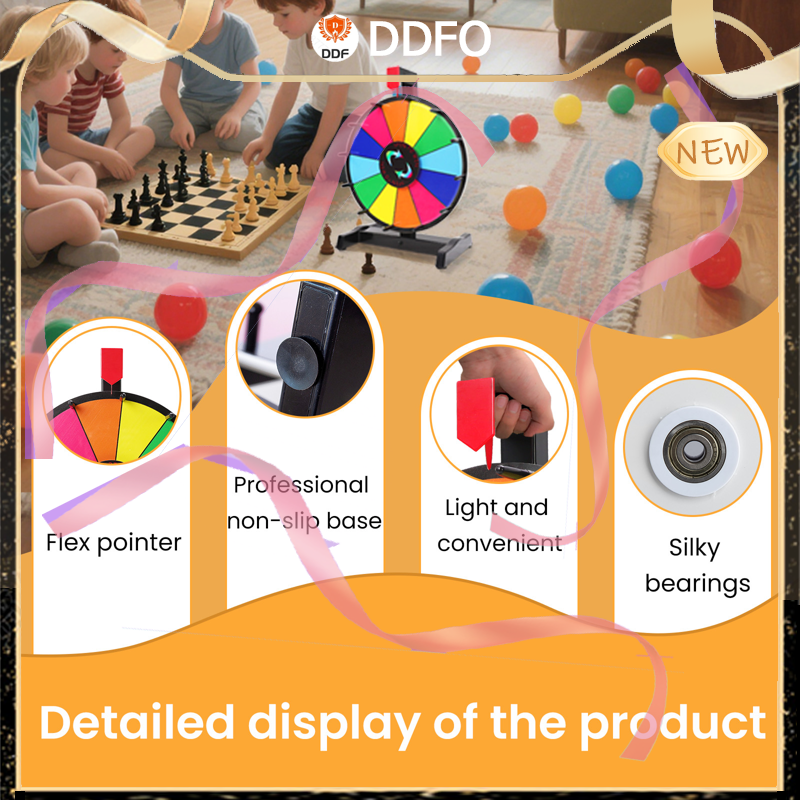 DDF
DDFO
NEW
Flex pointer
Professional
non-slip base
Light and
convenient
Silky
bearings
Detailed display of the product